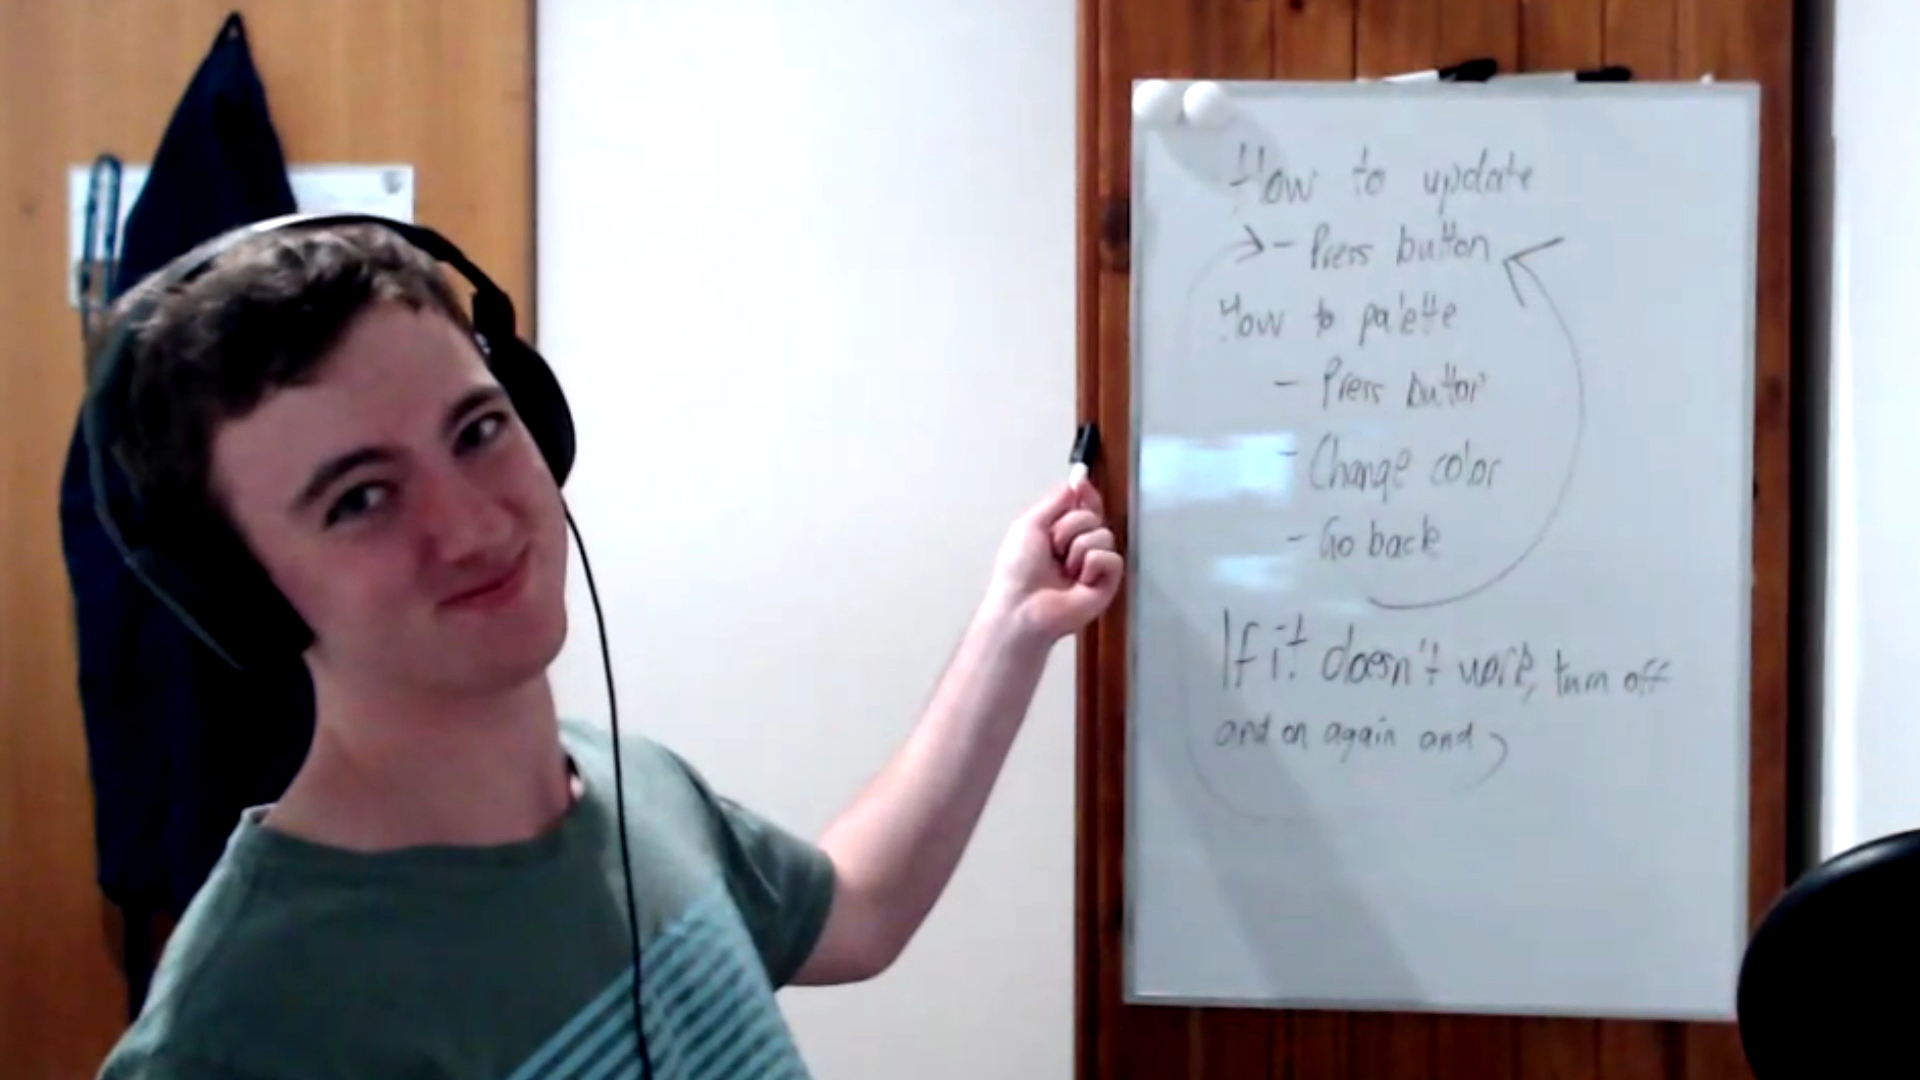 How to update
- Press button
How to palette
- Press button
- Change color
- Go back
If it doesn't work, turn off
and on again and